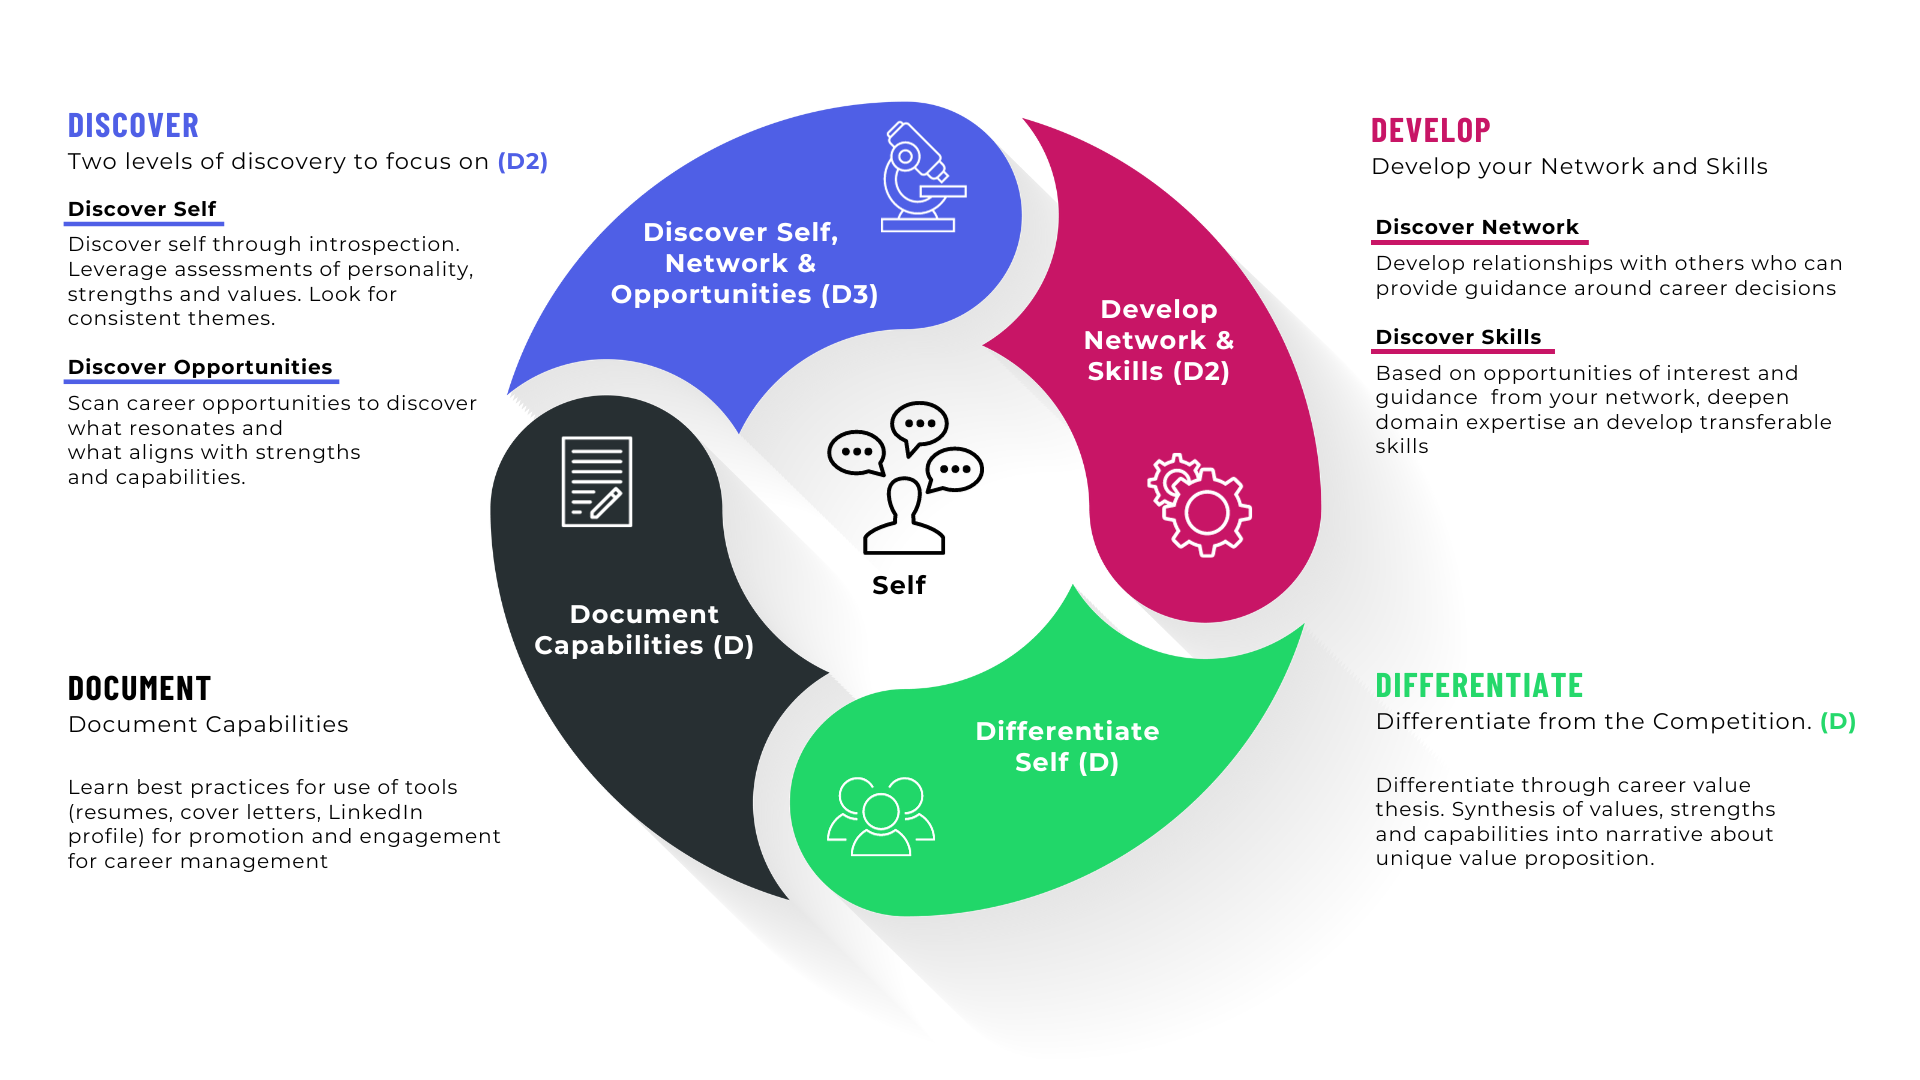 DISCOVER
Two levels of discovery to focus on (D2)
Discover Self
Discover self through introspection.
Leverage assessments of personality,
strengths and values. Look for
consistent themes.
Discover Opportunities
Scan career opportunities to discover
what resonates and
what aligns with strengths
and capabilities.
DOCUMENT
Document Capabilities
Learn best practices for use of tools
(resumes, cover letters, LinkedIn
profile) for promotion and engagement
for career management
Discover Self,
Network &
Opportunities (D3)
Develop
Network &
Skills (D2)
Self
Document
Capabilities (D)
Differentiate
Self (D)
DEVELOP
Develop your Network and Skills
Discover Network
Develop relationships with others who can
provide guidance around career decisions
Discover Skills
Based on opportunities of interest and
guidance  from your network, deepen
domain expertise an develop transferable
skills
DIFFERENTIATE
Differentiate from the Competition. (D)
Differentiate through career value
thesis. Synthesis of values, strengths
and capabilities into narrative about
unique value proposition.